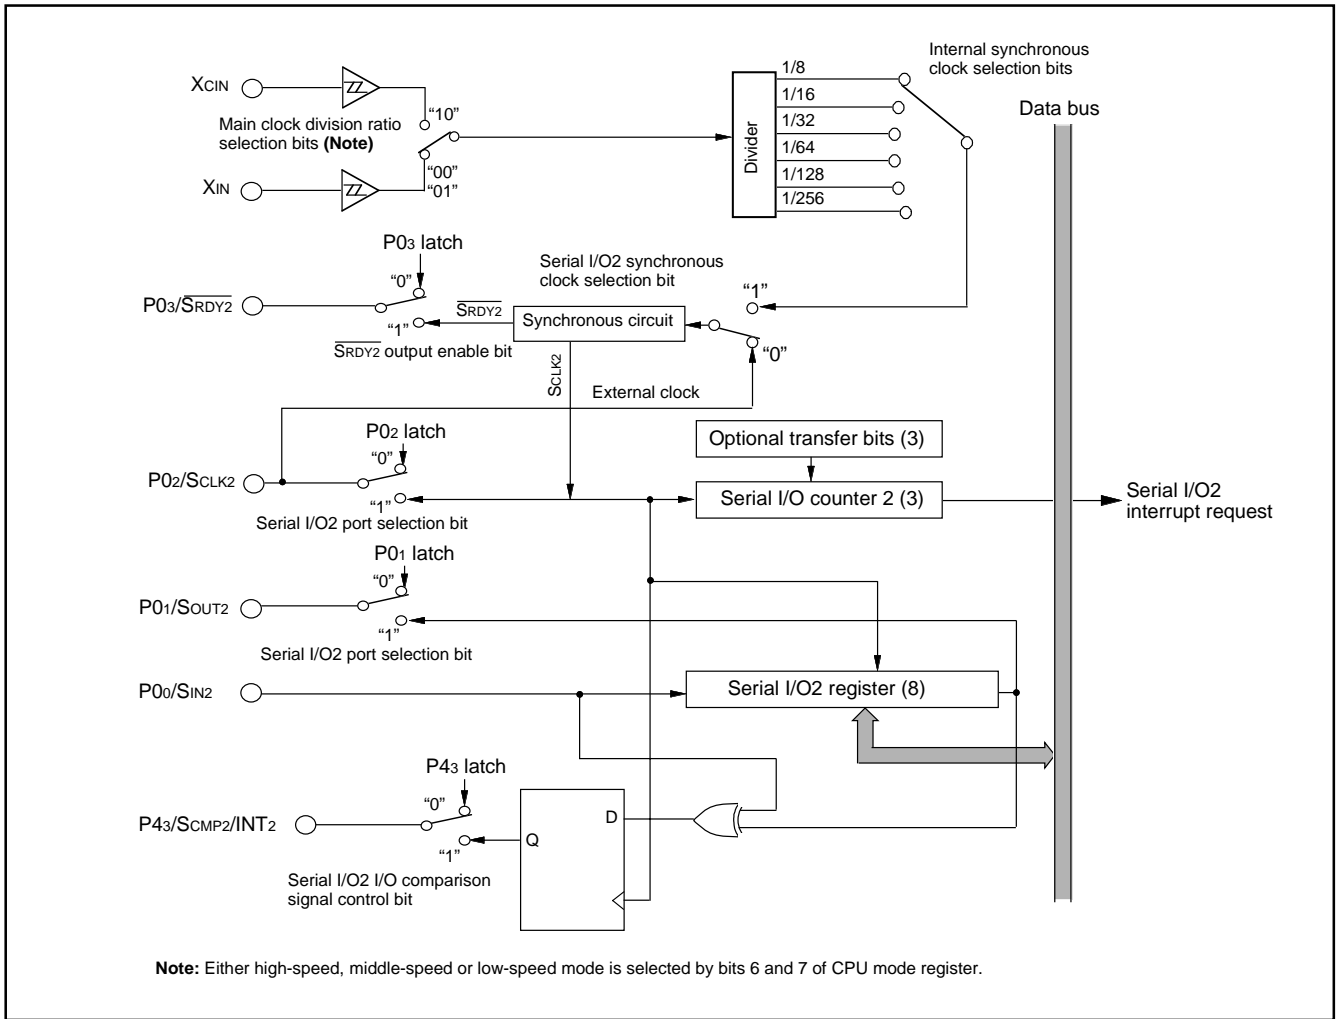 Internal synchronous
clock selection bits
XCIN
"10"
Main clock division ratio
selection bits (Note)
"00"
"01"
XIN
Divider
1/8
1/16
1/32
1/64
1/128
1/256
Data bus
P03 latch
"0"
P03/SRDY2
"1"
SRDY2
SRDY2 output enable bit
Serial I/O2 synchronous
clock selection bit
Synchronous circuit
"1"
"0"
SCLK2
External clock
P02 latch
"0"
P02/SCLK2
"1"
Serial I/O2 port selection bit
Optional transfer bits (3)
Serial I/O counter 2 (3)
Serial I/O2
interrupt request
P01 latch
"0"
P01/SOUT2
"1"
Serial I/O2 port selection bit
P00/SIN2
Serial I/O2 register (8)
P43 latch
"0"
P43/SCMP2/INT2
"1"
D
Q
Serial I/O2 I/O comparison
signal control bit
Note: Either high-speed, middle-speed or low-speed mode is selected by bits 6 and 7 of CPU mode register.